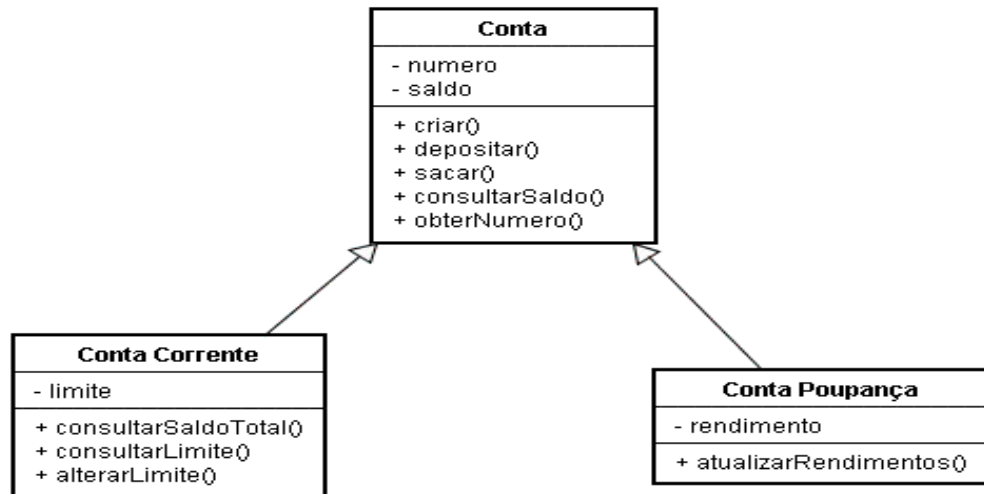 Conta
- numero
- saldo
+ criar()
+ depositar()
+ sacar()
+ consultarSaldo()
+ obterNumero()
Conta Corrente
- limite
+ consultarSaldoTotal()
+ consultarLimite()
+ alterarLimite()
Conta Poupança
- rendimento
+ atualizarRendimentos()